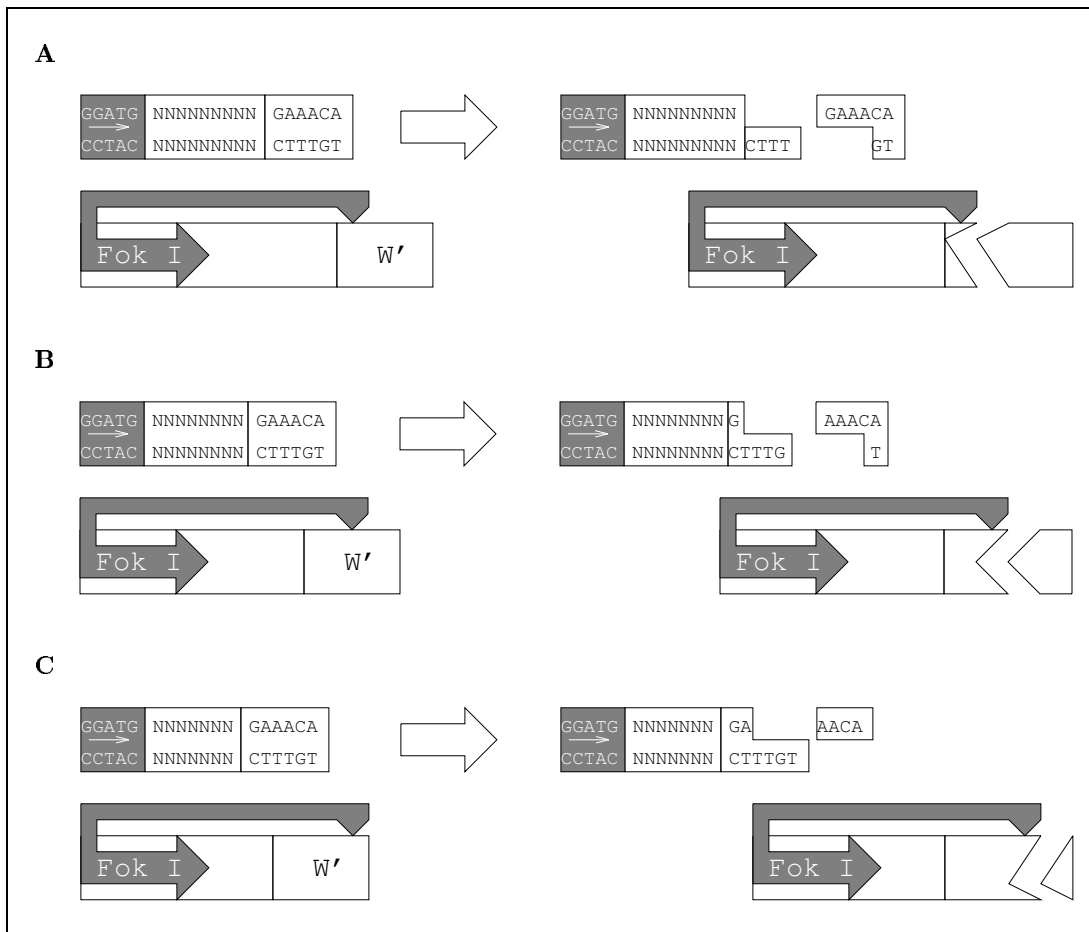 A
GGATG NNNNNNNNN GAAACA GGATG NNNNNNNNN GAAACA
CCTAC NNNNNNNNN CTTTGT CCTAC NNNNNNNNN CTTT GT
Fok I W' Fok I
B
GGATG NNNNNNNN GAAACA GGATG NNNNNNNN G AAACA
CCTAC NNNNNNNN CTTTGT CCTAC NNNNNNNN CTTTG T
Fok I W' Fok I
C
GGATG NNNNNNN GAAACA GGATG NNNNNNN GA AACA
CCTAC NNNNNNN CTTTGT CCTAC NNNNNNN CTTTGT
Fok I W' Fok I